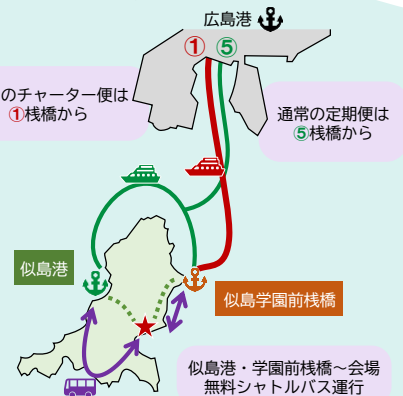 広島港
① ⑤
のチャーター便は
①桟橋から
通常の定期便は
⑤桟橋から
似島港
似島学園前桟橋
似島港・学園前桟橋～会場
無料シャトルバス運行